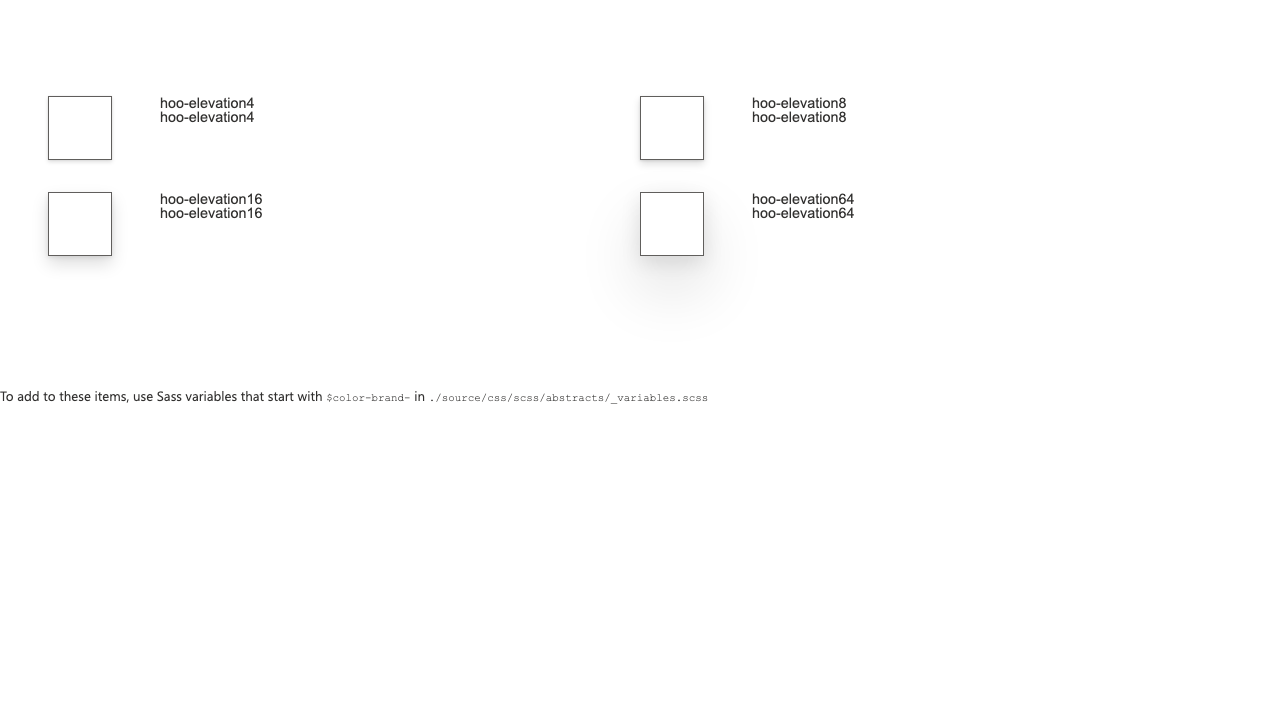 hoo-elevation4
hoo-elevation4
hoo-elevation8
hoo-elevation8
hoo-elevation16
hoo-elevation16
hoo-elevation64
hoo-elevation64
To add to these items, use Sass variables that start with $color-brand- in ./source/css/scss/abstracts/_variables.scss